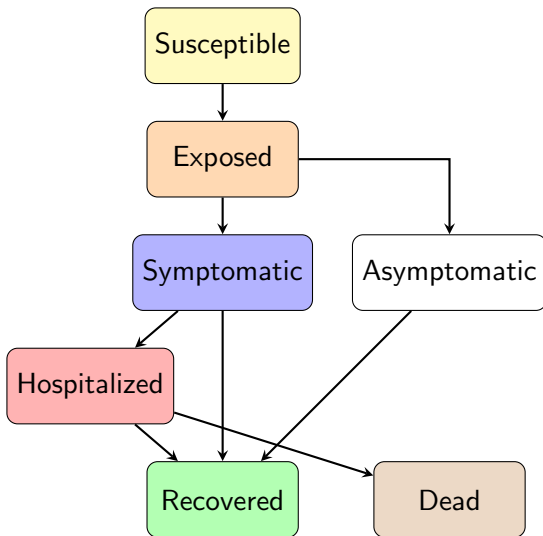 Susceptible
Exposed
Symptomatic
Asymptomatic
Hospitalized
Recovered
Dead